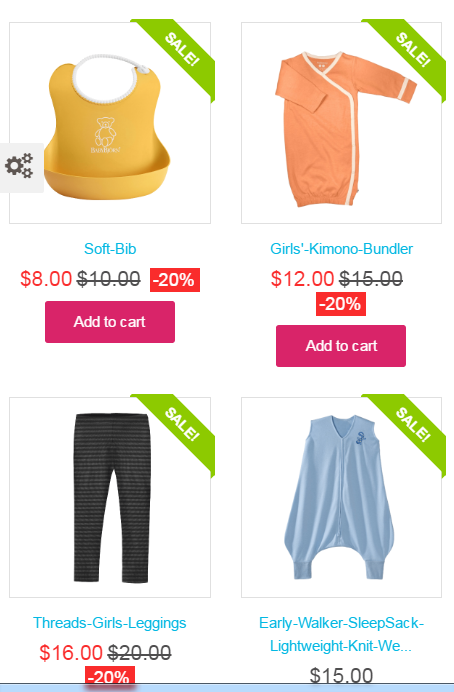 SALE!
SALE!
BABYBJÖRN
Soft-Bib
Girls'-Kimono-Bundler
$8.00 $10.00 -20%
$12.00 $15.00
-20%
Add to cart
Add to cart
SALE!
SALE!
Threads-Girls-Leggings
Early-Walker-SleepSack-
Lightweight-Knit-We...
$16.00 $20.00
-20%
$15.00